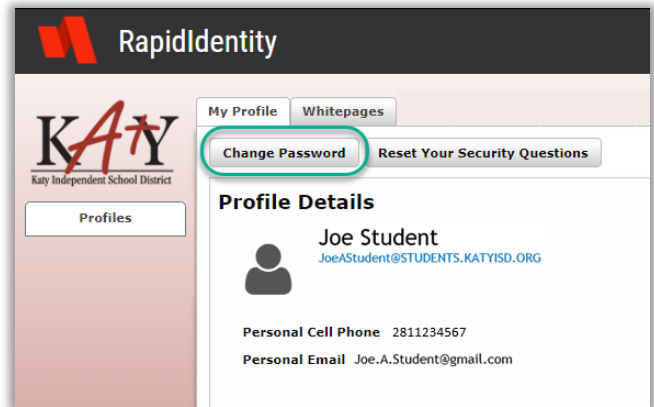 RapidIdentity
KATY
Katy Independent School District
Profiles
My Profile Whitepages
Change Password Reset Your Security Questions
Profile Details
Joe Student
JoeAStudent@STUDENTS.KATYISD.ORG
Personal Cell Phone 2811234567
Personal Email Joe.A.Student@gmail.com